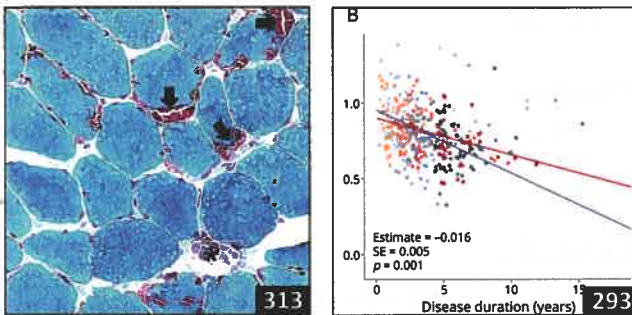 313
B
1.0
0.5
0.0
Estimate = –0.016
SE = 0.005
p = 0.001
0
5
10
15
Disease duration (years)
293